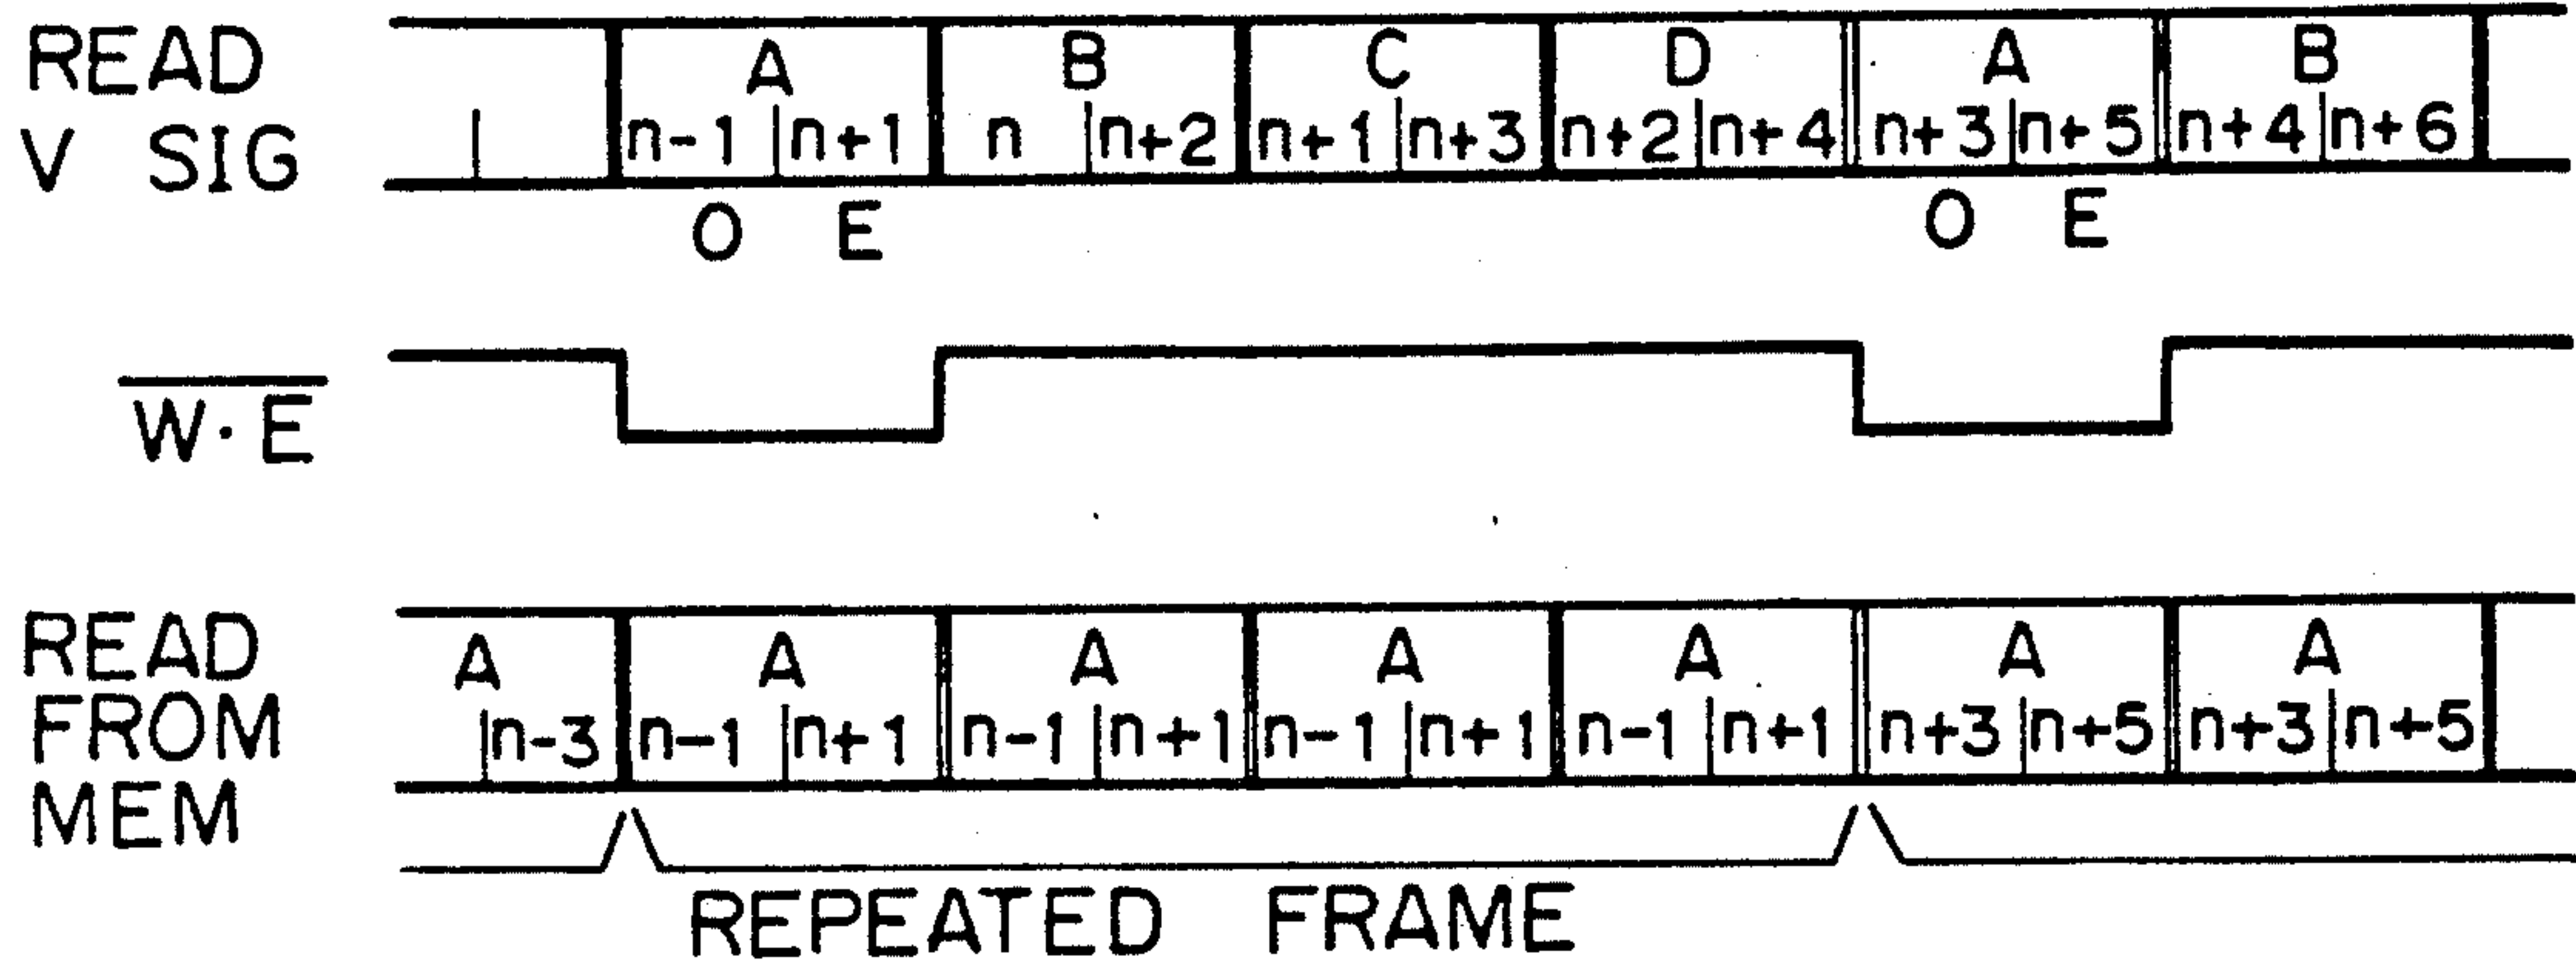 READ
V SIG
A B C D A B
n-1 n+1 n n+2 n+1 n+3 n+2 n+4 n+3 n+5 n+4 n+6
O E O E
W·E
READ
FROM
MEM
A A A A A A A
n-3 n-1 n+1 n-1 n+1 n-1 n+1 n-1 n+1 n+3 n+5 n+3 n+5
REPEATED FRAME